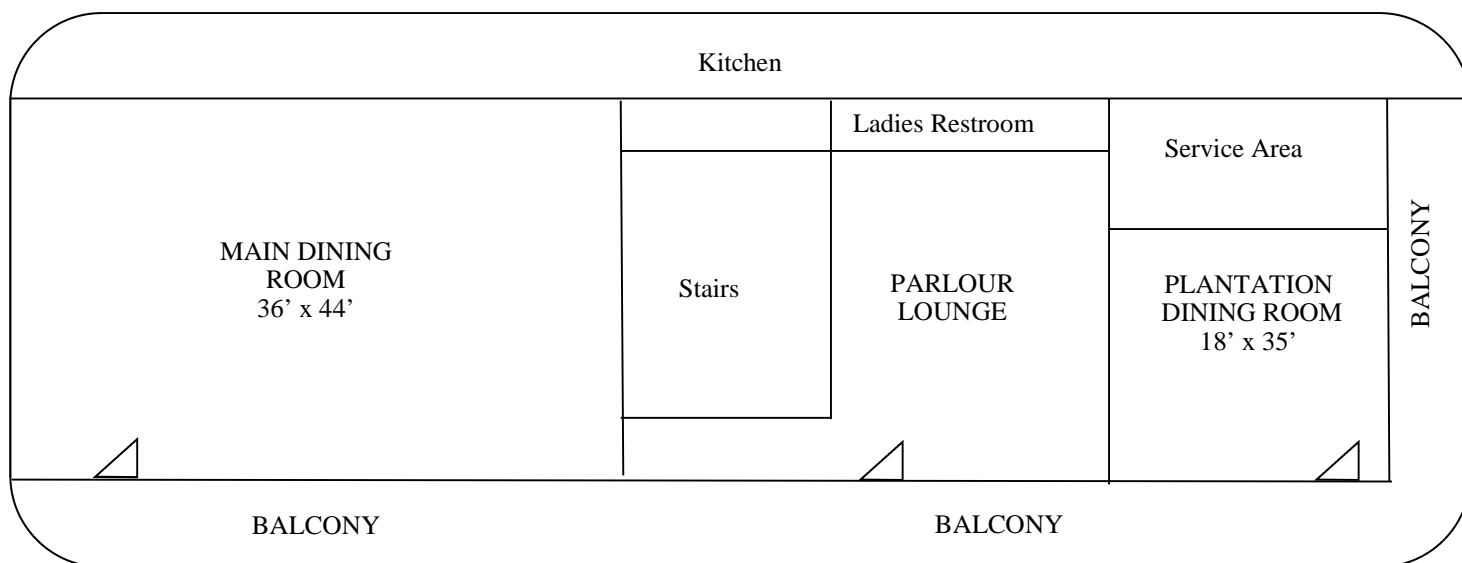 Kitchen
Ladies Restroom
Service Area
MAIN DINING
ROOM
36’ x 44’
Stairs
PARLOUR
LOUNGE
PLANTATION
DINING ROOM
18’ x 35’
BALCONY
BALCONY
BALCONY